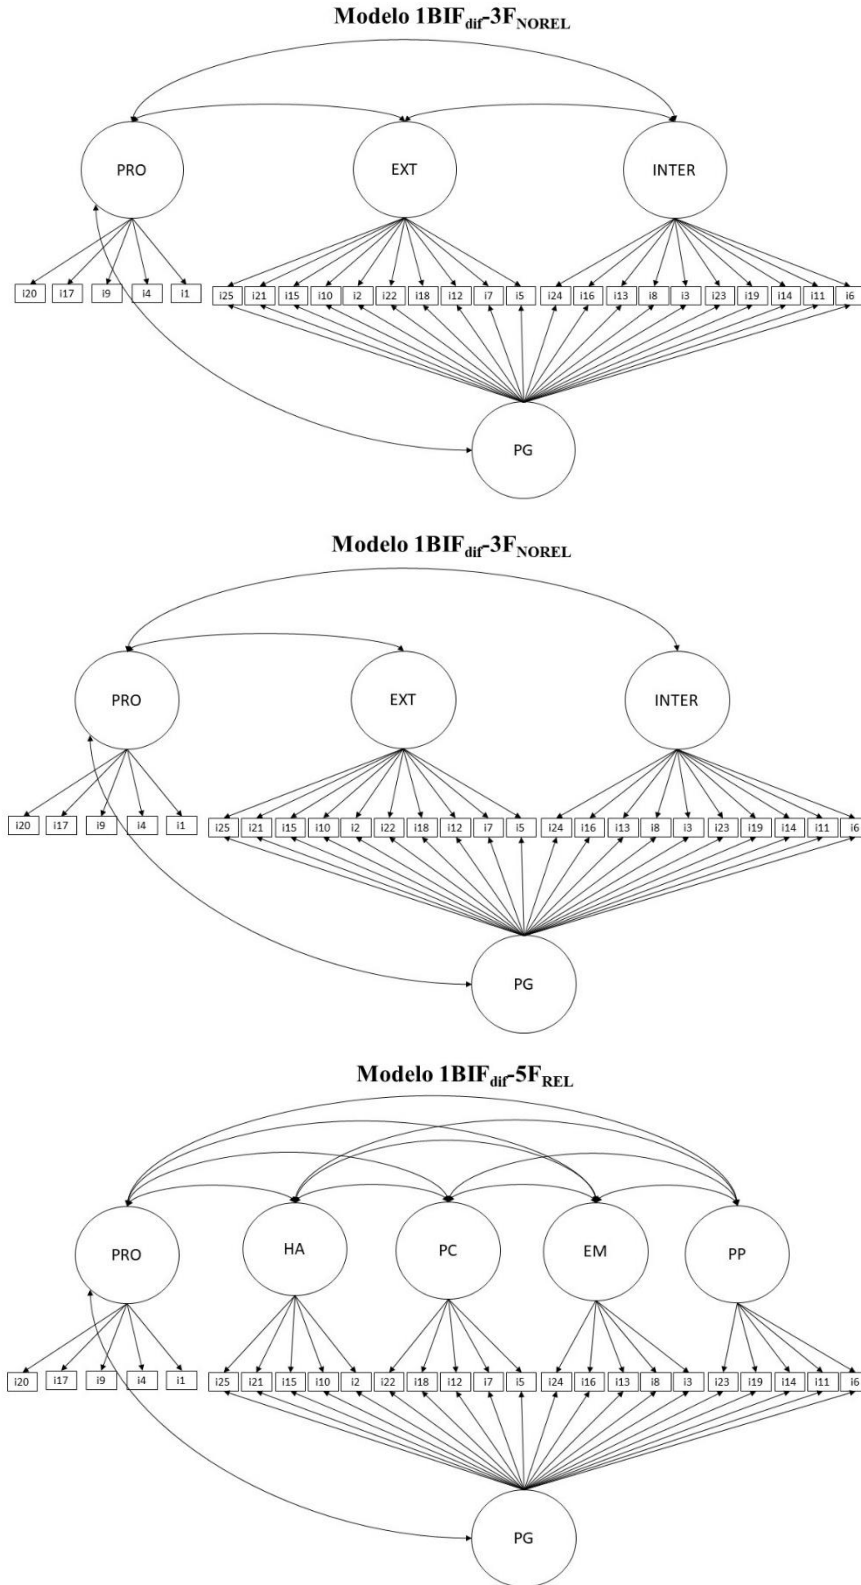 Modelo 1BIFdif-3FNOREL
PRO EXT INTER
i20 i17 i9 i4 i1 i25 i21 i15 i10 i2 i22 i18 i12 i7 i5 i24 i16 i13 i8 i3 i23 i19 i14 i11 i6
PG
Modelo 1BIFdif-3FNOREL
PRO EXT INTER
i20 i17 i9 i4 i1 i25 i21 i15 i10 i2 i22 i18 i12 i7 i5 i24 i16 i13 i8 i3 i23 i19 i14 i11 i6
PG
Modelo 1BIFdif-5FREL
PRO HA PC EM PP
i20 i17 i9 i4 i1 i25 i21 i15 i10 i2 i22 i18 i12 i7 i5 i24 i16 i13 i8 i3 i23 i19 i14 i11 i6
PG